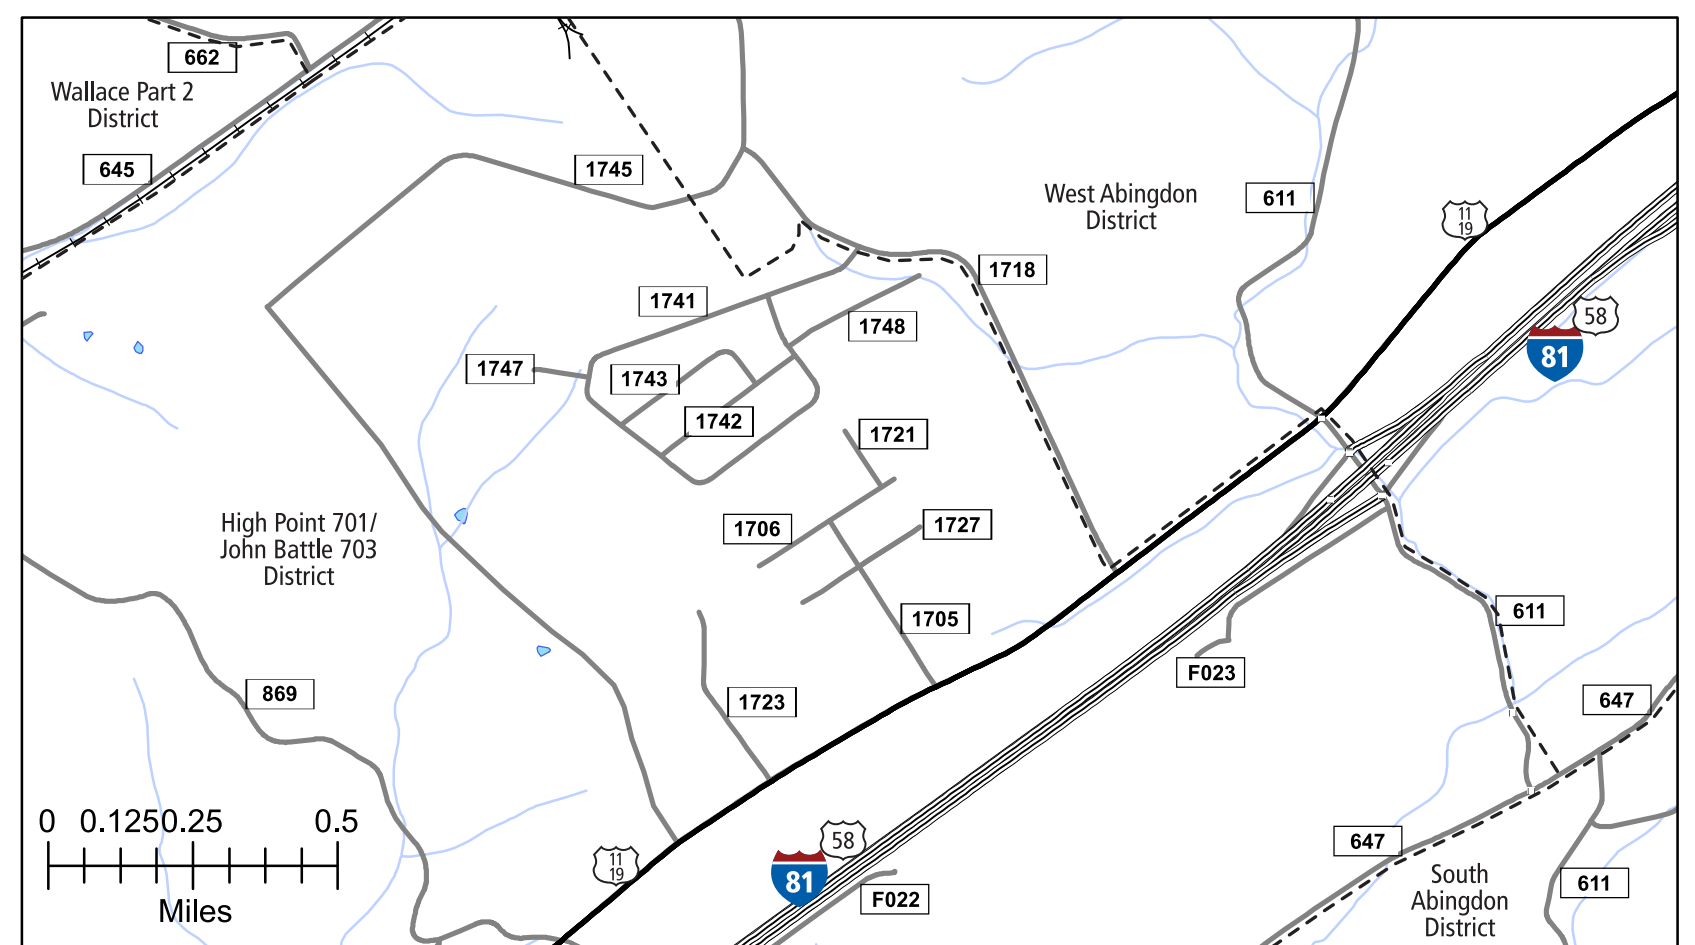 662
Wallace Part 2
District
645
1745
West Abingdon
District
611
11
19
1718
1741
1748
58
81
1747
1743
1742
1721
High Point 701/
John Battle 703
District
1706
1727
1705
611
F023
869
1723
647
0 0.125 0.25 0.5
Miles
58
81
11
19
F022
647
South
Abingdon
District
611